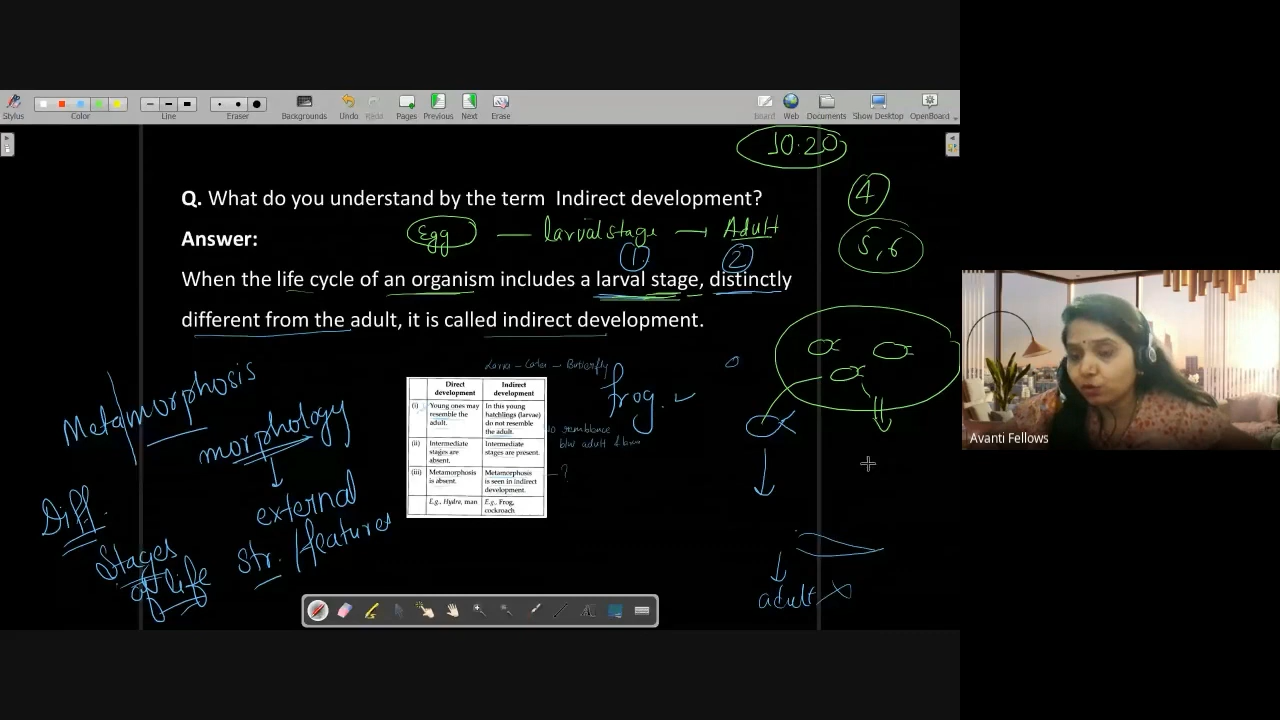 Stylus
Color
Line
Eraser
Backgrounds
Undo
Redo
Pages
Previous
Next
Erase
Board
Web
Documents
Show Desktop
OpenBoard
10:20
Q. What do you understand by the term Indirect development?
4
Egg — larval stage → Adult
5,6
Answer:
1 2
When the life cycle of an organism includes a larval stage, distinctly
different from the adult, it is called indirect development.
Metamorphosis
morphology
external
str. / features
Diff.
Stages
of life
Butterfly
frog.
Direct development
Indirect development
(i) Young ones may resemble the adult.
In this young hatchlings (larvae) do not resemble the adult.
no resemblance
(ii) Intermediate stages are absent.
Intermediate stages are present.
(iii) Metamorphosis is absent.
Metamorphosis is seen in indirect development.
?
E.g., Hydra, man
E.g., Frog, cockroach
adult
Avanti Fellows